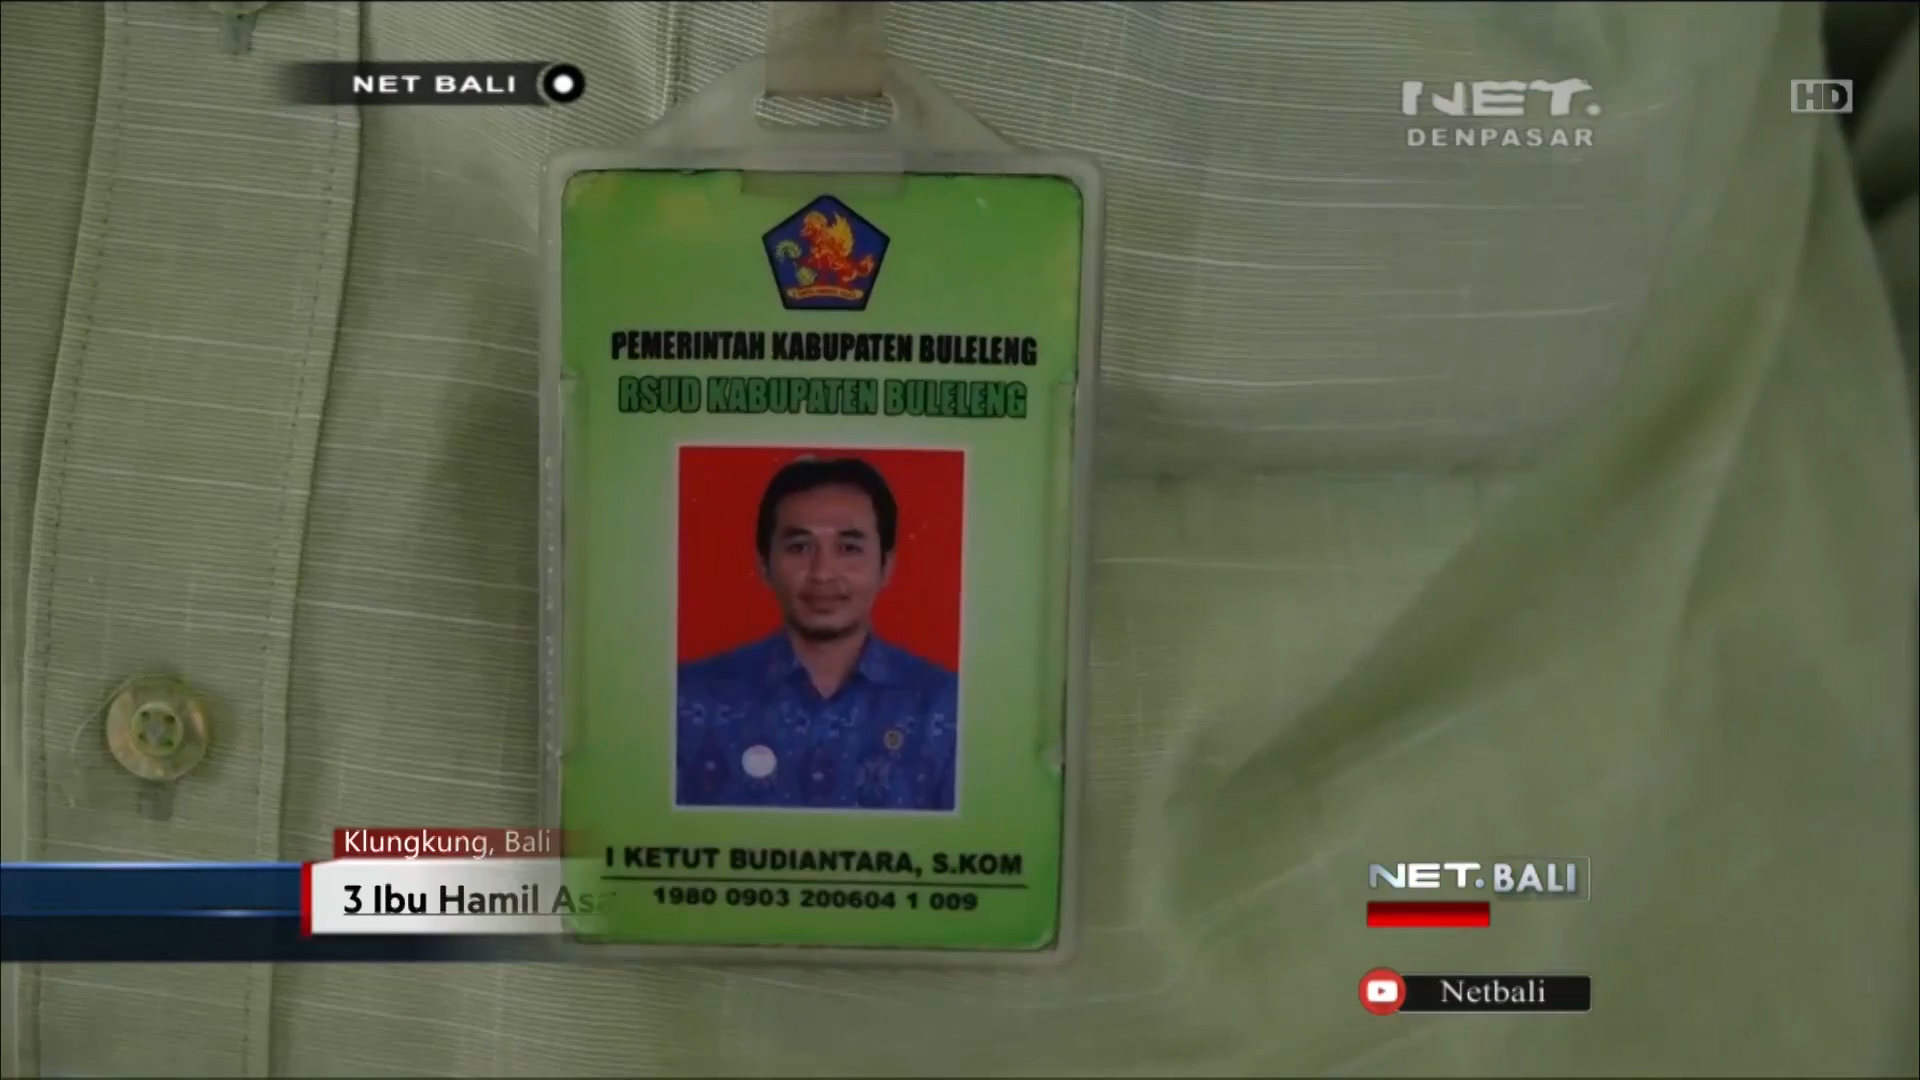 NET BALI
NET.
DENPASAR
HD
PEMERINTAH KABUPATEN BULELENG
RSUD KABUPATEN BULELENG
I KETUT BUDIANTARA, S.KOM
1980 0903 200604 1 009
Klungkung, Bali
3 Ibu Hamil Asa
NET. BALI
Netbali